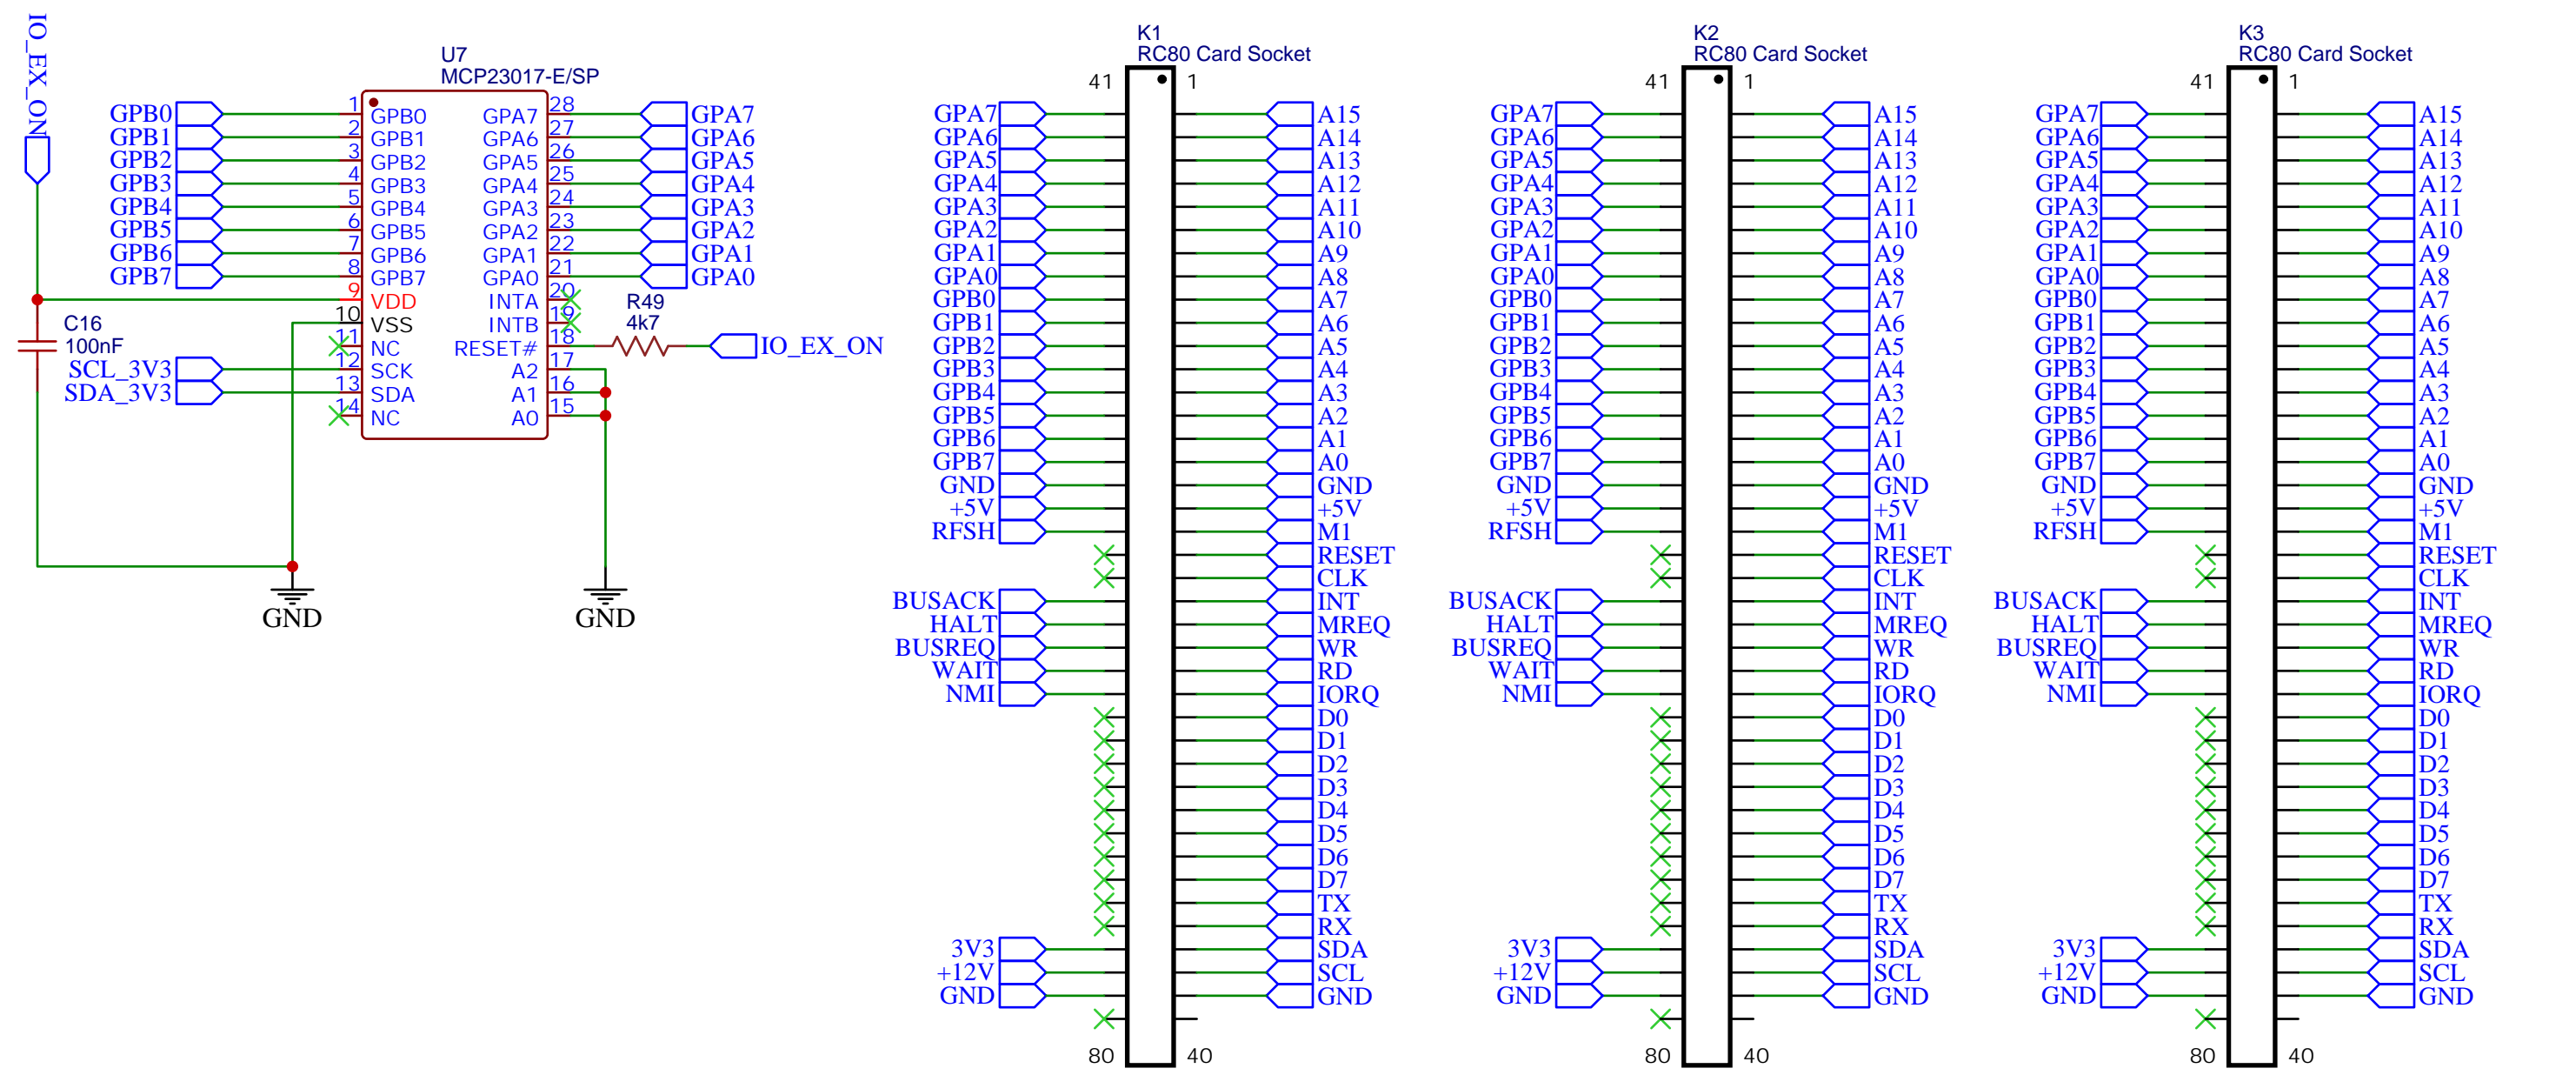 IO_EX_ON
U7
MCP23017-E/SP
GPB0
GPB1
GPB2
GPB3
GPB4
GPB5
GPB6
GPB7
C16
100nF
SCL_3V3
SDA_3V3
1 GPB0 GPA7 28
2 GPB1 GPA6 27
3 GPB2 GPA5 26
4 GPB3 GPA4 25
5 GPB4 GPA3 24
6 GPB5 GPA2 23
7 GPB6 GPA1 22
8 GPB7 GPA0 21
9 VDD INTA 20
10 VSS INTB 19
11 NC RESET# 18
12 SCK A2 17
13 SDA A1 16
14 NC A0 15
GPA7
GPA6
GPA5
GPA4
GPA3
GPA2
GPA1
GPA0
R49
4k7
IO_EX_ON
GND
GND
K1
RC80 Card Socket
41 1
GPA7 A15
GPA6 A14
GPA5 A13
GPA4 A12
GPA3 A11
GPA2 A10
GPA1 A9
GPA0 A8
GPB0 A7
GPB1 A6
GPB2 A5
GPB3 A4
GPB4 A3
GPB5 A2
GPB6 A1
GPB7 A0
GND GND
+5V +5V
RFSH M1
RESET
CLK
BUSACK INT
HALT MREQ
BUSREQ WR
WAIT RD
NMI IORQ
D0
D1
D2
D3
D4
D5
D6
D7
TX
RX
3V3 SDA
+12V SCL
GND GND
80 40
K2
RC80 Card Socket
41 1
GPA7 A15
GPA6 A14
GPA5 A13
GPA4 A12
GPA3 A11
GPA2 A10
GPA1 A9
GPA0 A8
GPB0 A7
GPB1 A6
GPB2 A5
GPB3 A4
GPB4 A3
GPB5 A2
GPB6 A1
GPB7 A0
GND GND
+5V +5V
RFSH M1
RESET
CLK
BUSACK INT
HALT MREQ
BUSREQ WR
WAIT RD
NMI IORQ
D0
D1
D2
D3
D4
D5
D6
D7
TX
RX
3V3 SDA
+12V SCL
GND GND
80 40
K3
RC80 Card Socket
41 1
GPA7 A15
GPA6 A14
GPA5 A13
GPA4 A12
GPA3 A11
GPA2 A10
GPA1 A9
GPA0 A8
GPB0 A7
GPB1 A6
GPB2 A5
GPB3 A4
GPB4 A3
GPB5 A2
GPB6 A1
GPB7 A0
GND GND
+5V +5V
RFSH M1
RESET
CLK
BUSACK INT
HALT MREQ
BUSREQ WR
WAIT RD
NMI IORQ
D0
D1
D2
D3
D4
D5
D6
D7
TX
RX
3V3 SDA
+12V SCL
GND GND
80 40